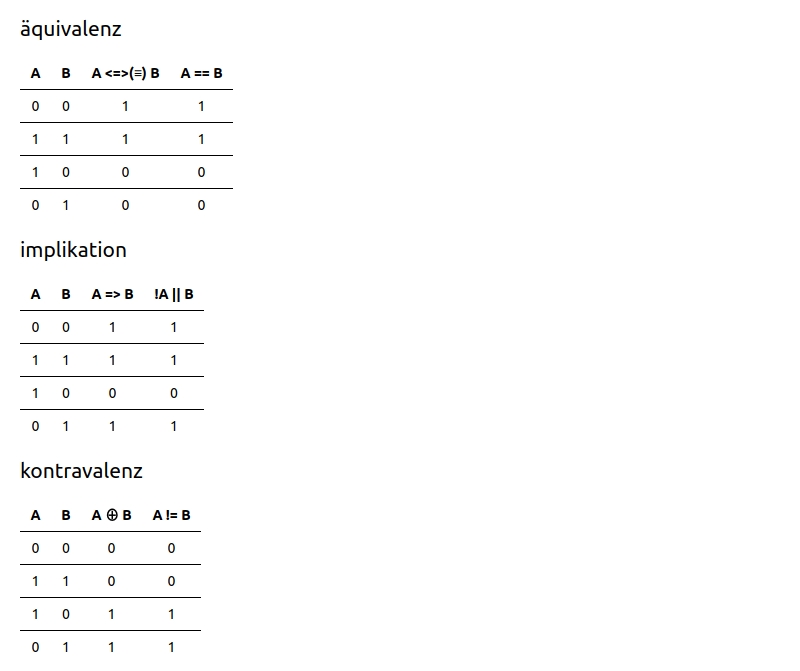 äquivalenz
A B A <=>(≡) B A == B
0 0 1 1
1 1 1 1
1 0 0 0
0 1 0 0
implikation
A B A => B !A || B
0 0 1 1
1 1 1 1
1 0 0 0
0 1 1 1
kontravalenz
A B A ⊕ B A != B
0 0 0 0
1 1 0 0
1 0 1 1
0 1 1 1